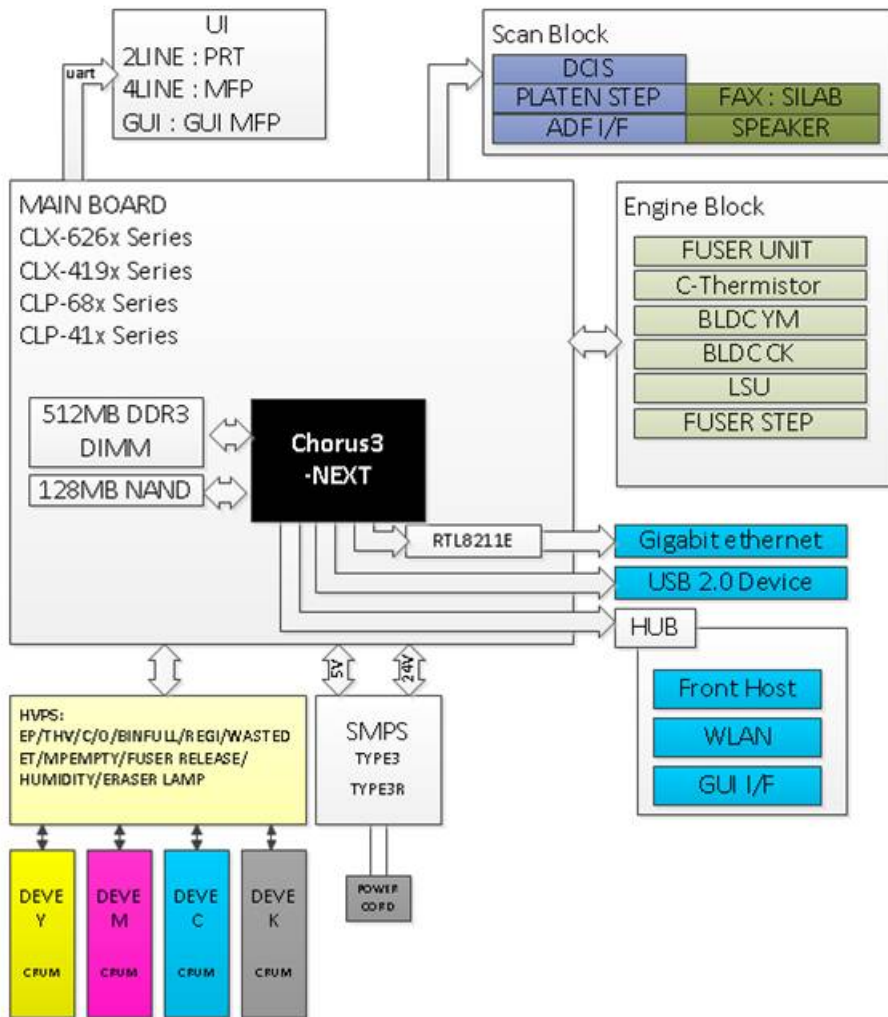 UI
2LINE : PRT
4LINE : MFP
GUI : GUI MFP
uart
Scan Block
DCIS
PLATEN STEP
ADF I/F
FAX : SILAB
SPEAKER
MAIN BOARD
CLX-626x Series
CLX-419x Series
CLP-68x Series
CLP-41x Series
Engine Block
FUSER UNIT
C-Thermistor
BLDC YM
BLDC CK
LSU
FUSER STEP
512MB DDR3
DIMM
128MB NAND
Chorus3
-NEXT
RTL8211E
Gigabit ethernet
USB 2.0 Device
HUB
Front Host
WLAN
GUI I/F
5V
24V
HVPS:
EP/THV/C/O/BINFULL/REGI/WASTED
ET/MPEMPTY/FUSER RELEASE/
HUMIDITY/ERASER LAMP
SMPS
TYPE3
TYPE3R
POWER
CORD
DEVE
Y
CRUM
DEVE
M
CRUM
DEVE
C
CRUM
DEVE
K
CRUM